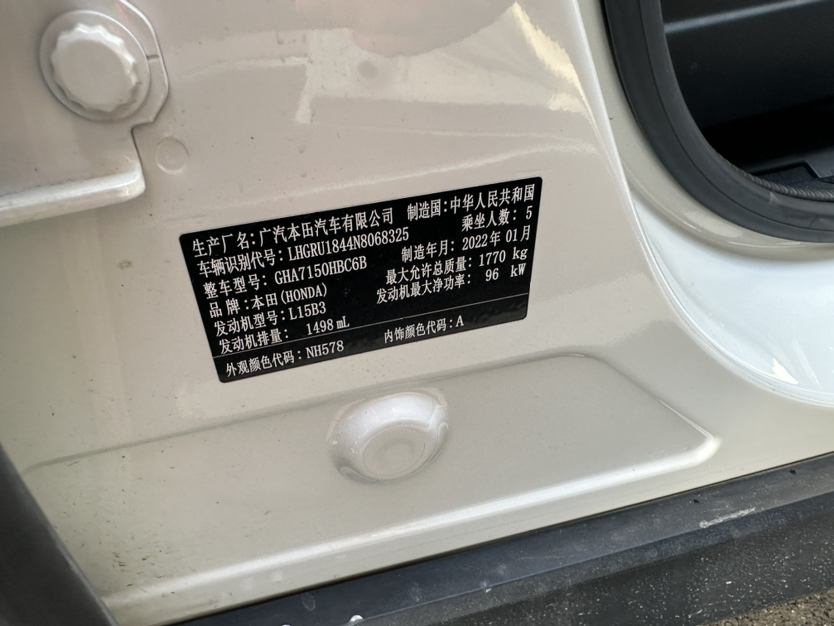 生产厂名:广汽本田汽车有限公司 制造国:中华人民共和国
车辆识别代号:LHGRU1844N8068325 乘坐人数:5
整车型号:GHA7150HBC6B 制造年月:2022年01月
品牌:本田(HONDA) 最大允许总质量:1770 kg
发动机型号:L15B3 发动机最大净功率:96 kW
发动机排量: 1498 mL
外观颜色代码:NH578 内饰颜色代码:A